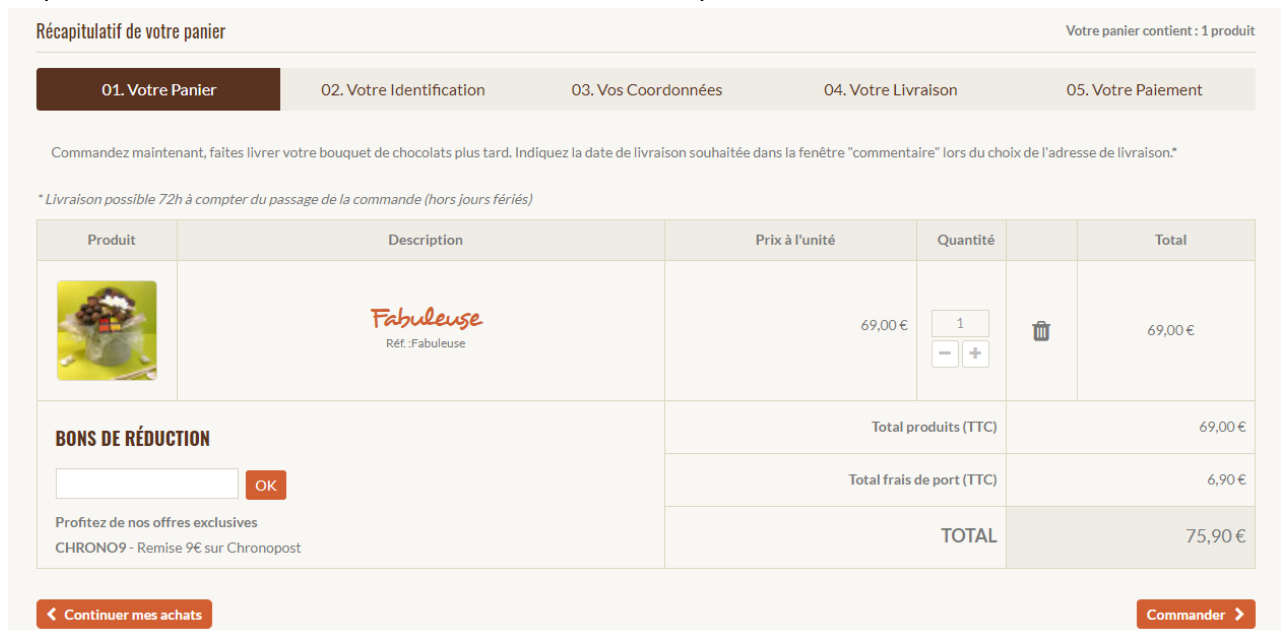 Récapitulatif de votre panier
Votre panier contient : 1 produit
01. Votre Panier
02. Votre Identification
03. Vos Coordonnées
04. Votre Livraison
05. Votre Paiement
Commandez maintenant, faites livrer votre bouquet de chocolats plus tard. Indiquez la date de livraison souhaitée dans la fenêtre "commentaire" lors du choix de l'adresse de livraison.*
* Livraison possible 72h à compter du passage de la commande (hors jours fériés)
Produit
Description
Prix à l'unité
Quantité
Total
Fabuleuse
Réf. :Fabuleuse
69,00 €
1
69,00 €
BONS DE RÉDUCTION
OK
Profitez de nos offres exclusives
CHRONO9 - Remise 9€ sur Chronopost
Total produits (TTC)
69,00 €
Total frais de port (TTC)
6,90 €
TOTAL
75,90 €
Continuer mes achats
Commander